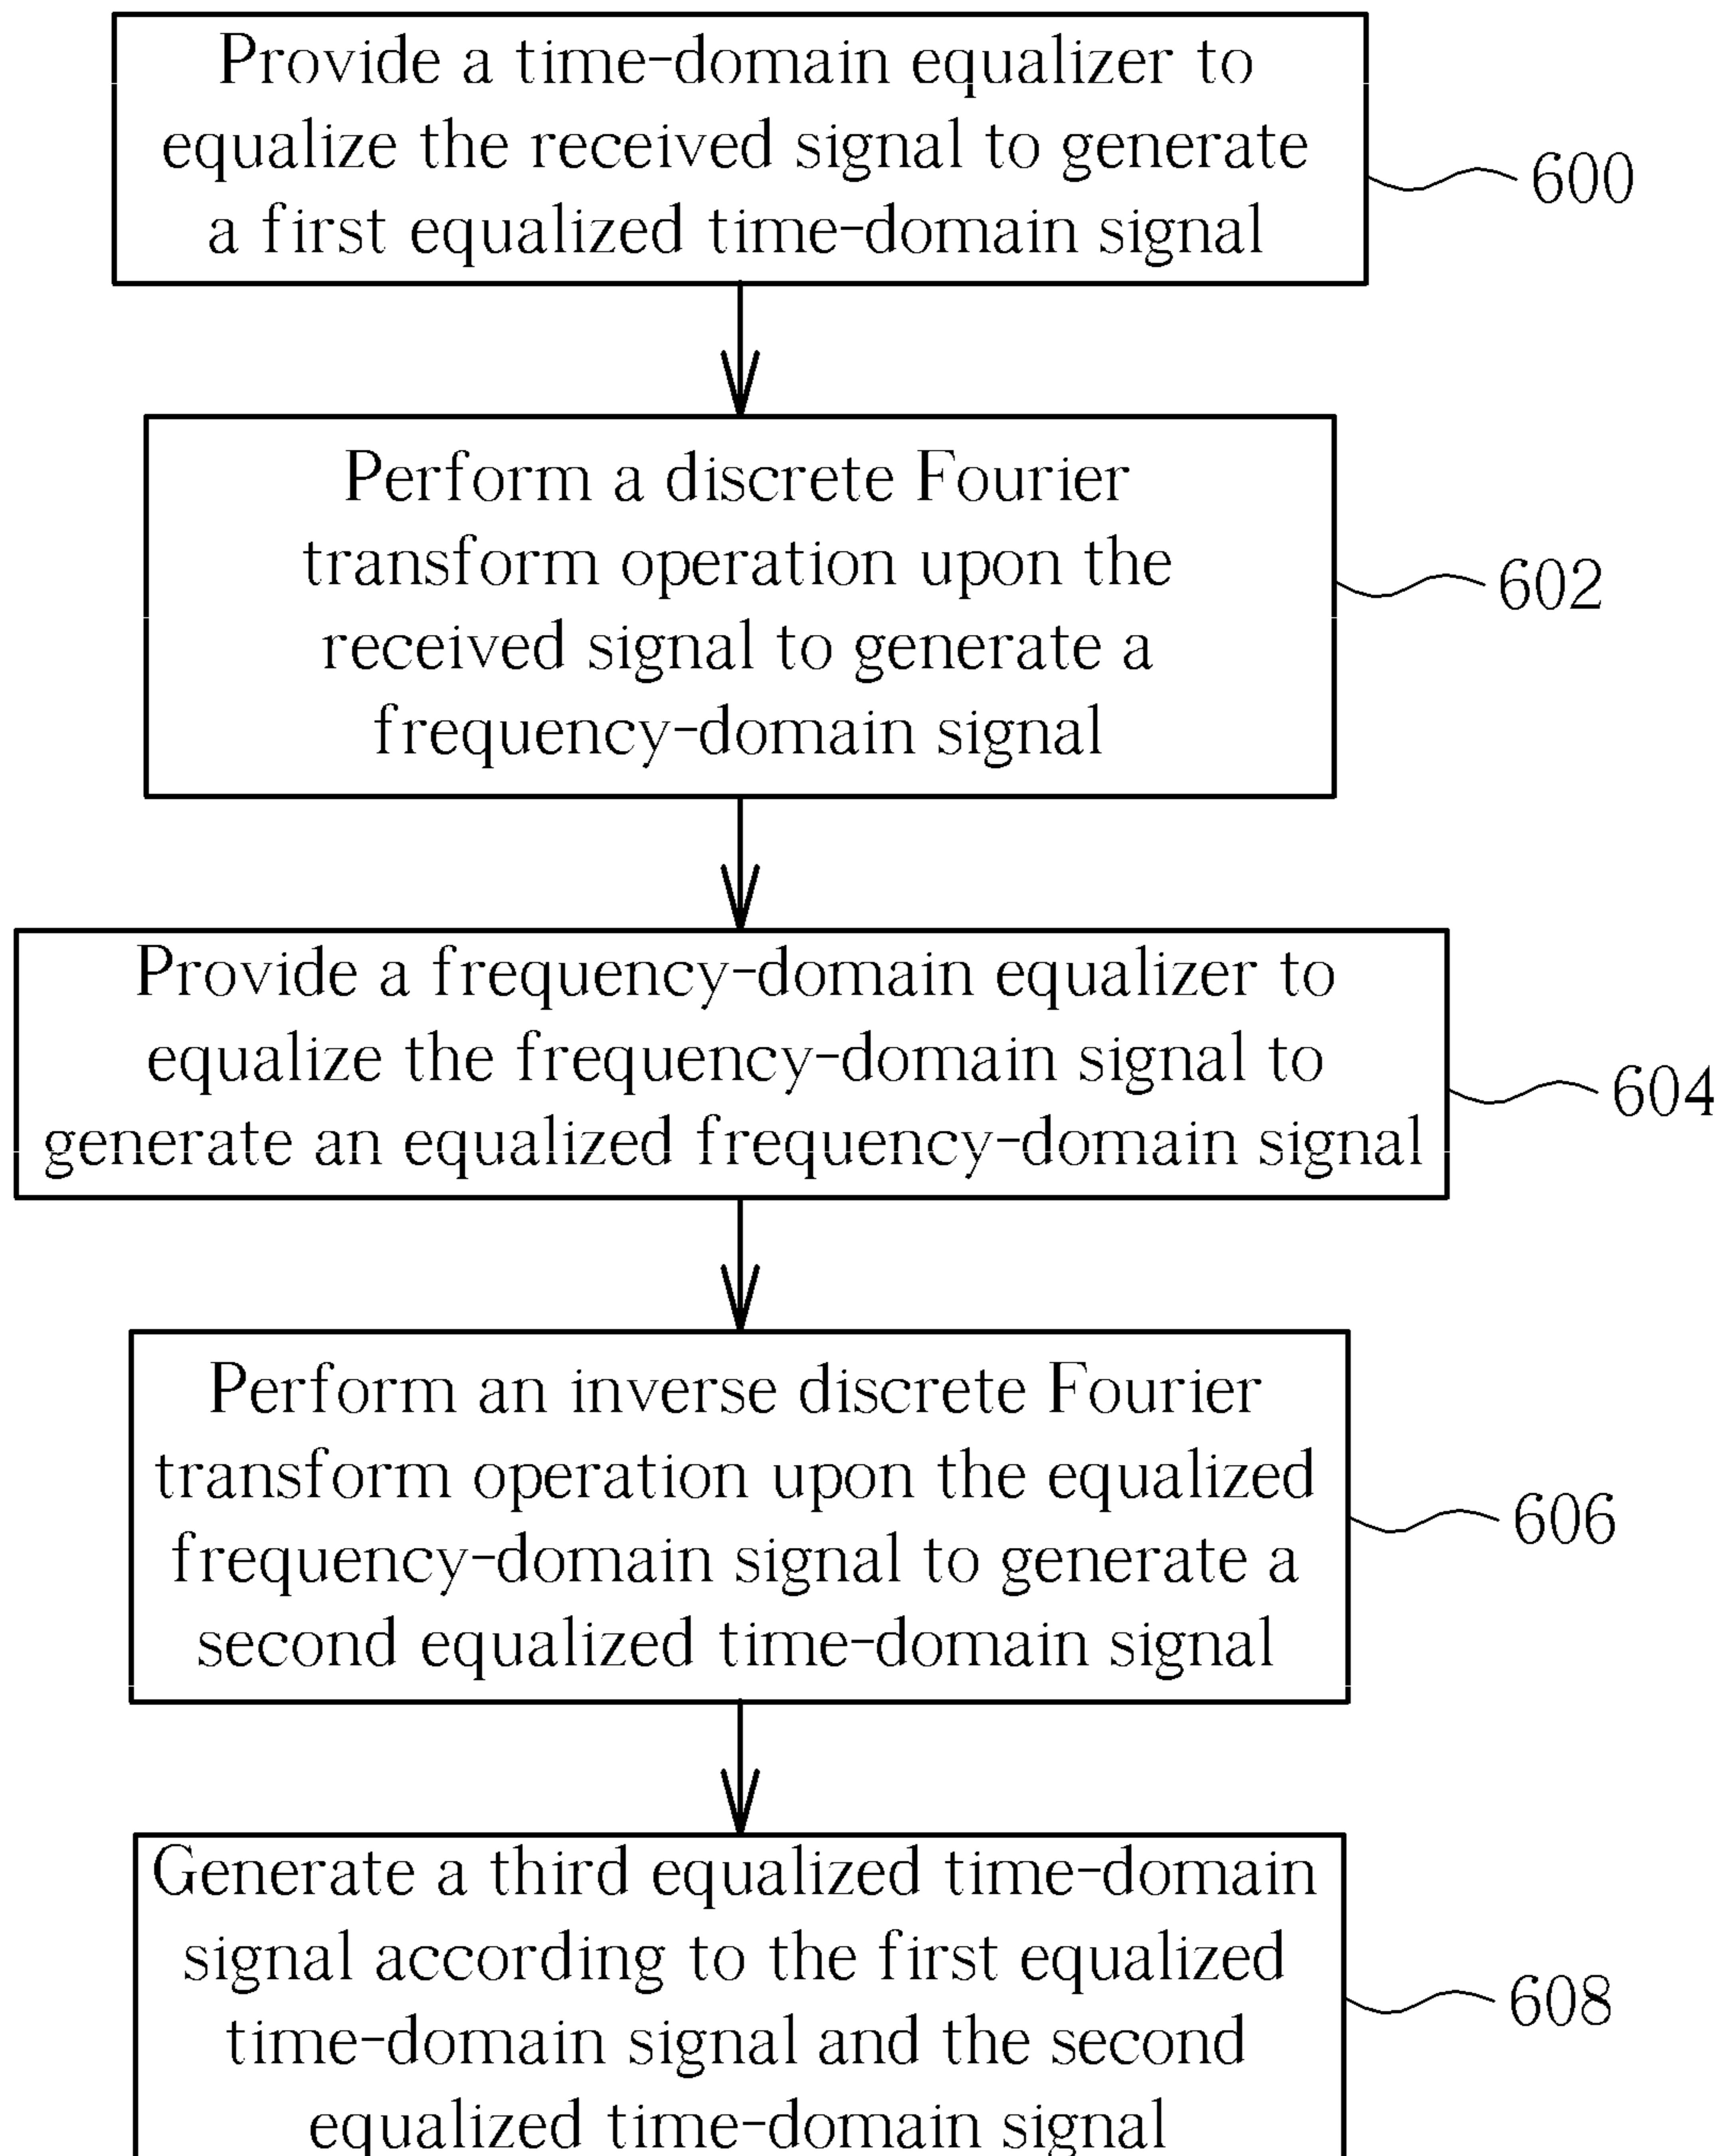 Provide a time-domain equalizer to
equalize the received signal to generate
a first equalized time-domain signal
600
Perform a discrete Fourier
transform operation upon the
received signal to generate a
frequency-domain signal
602
Provide a frequency-domain equalizer to
equalize the frequency-domain signal to
generate an equalized frequency-domain signal
604
Perform an inverse discrete Fourier
transform operation upon the equalized
frequency-domain signal to generate a
second equalized time-domain signal
606
Generate a third equalized time-domain
signal according to the first equalized
time-domain signal and the second
equalized time-domain signal
608